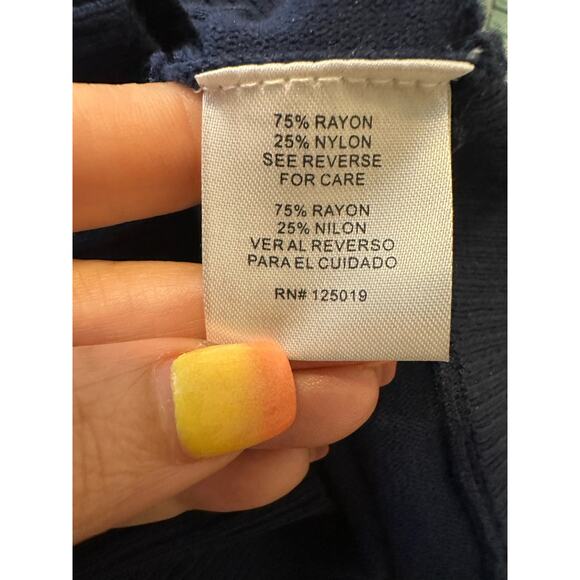 75% RAYON
25% NYLON
SEE REVERSE
FOR CARE
75% RAYON
25% NILON
VER AL REVERSO
PARA EL CUIDADO
RN# 125019